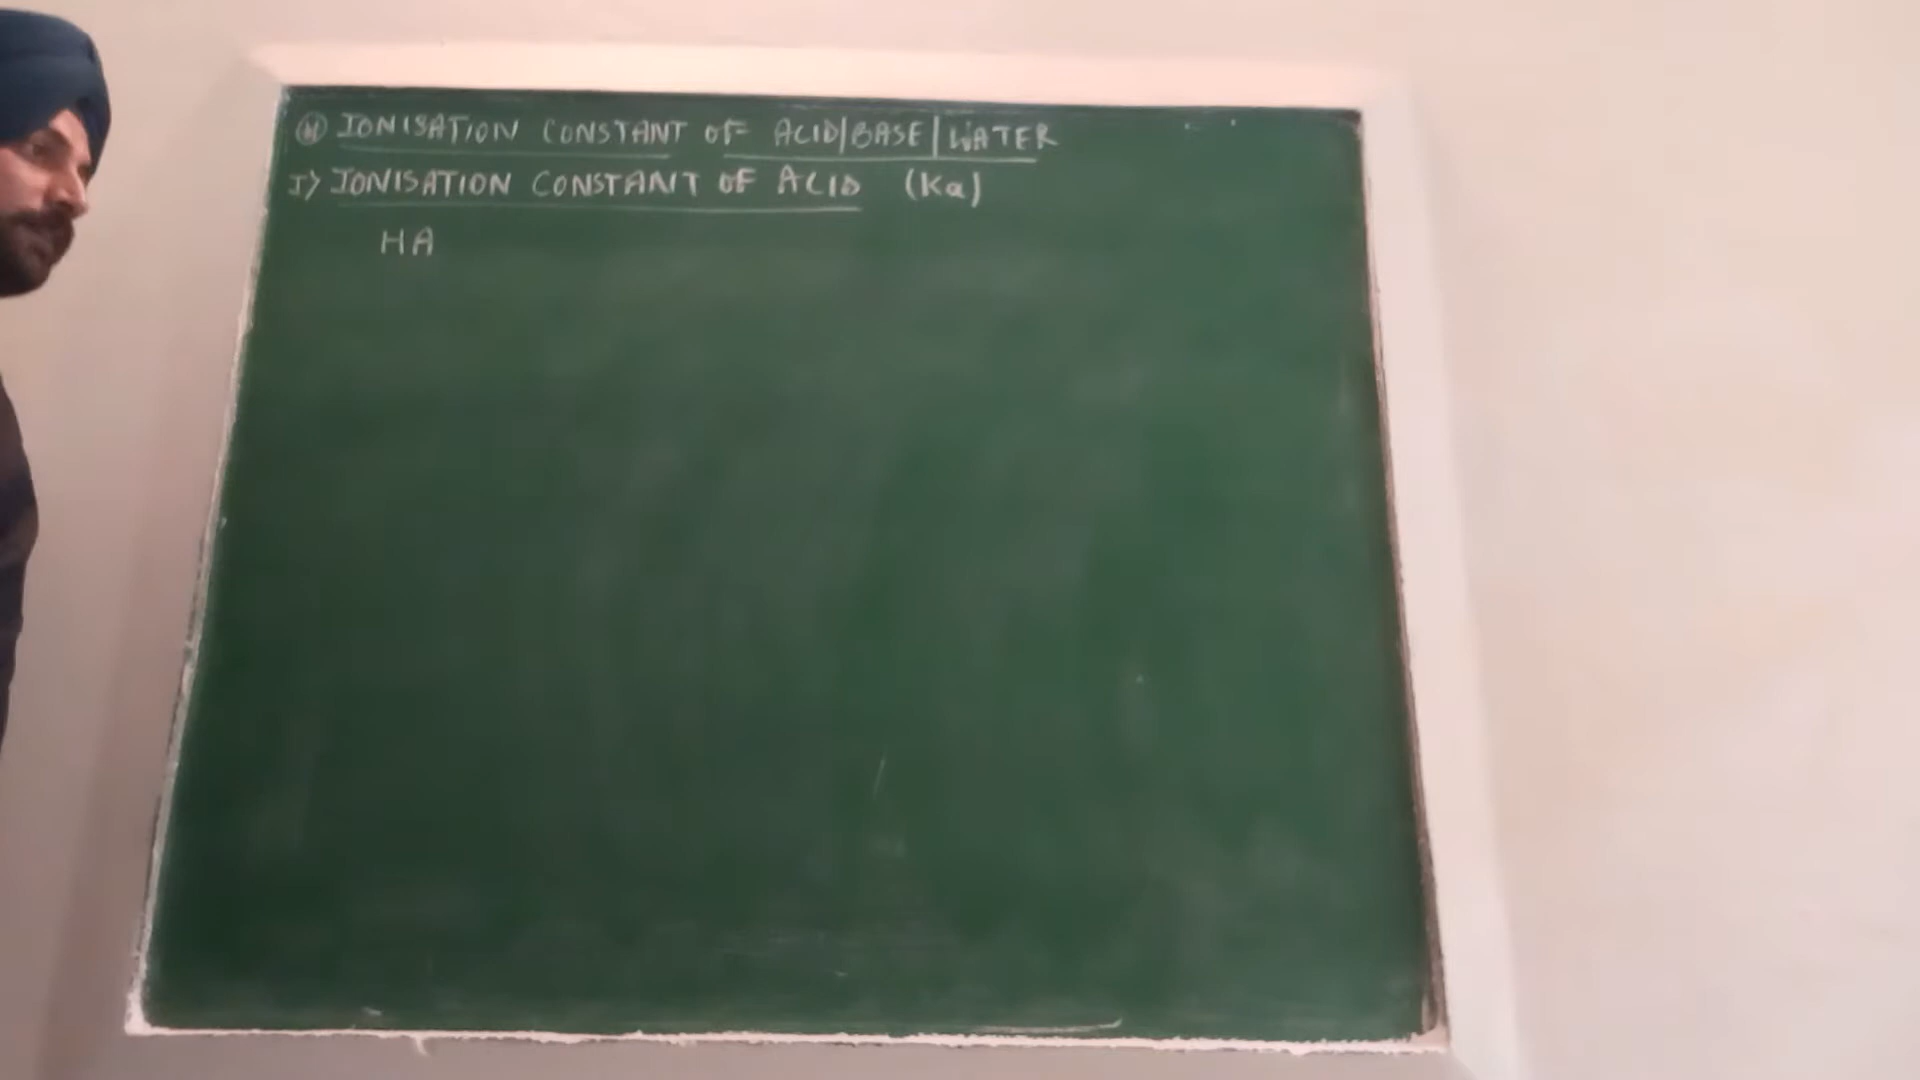 IONISATION CONSTANT OF ACID|BASE|WATER
I) IONISATION CONSTANT OF ACID (Ka)
HA